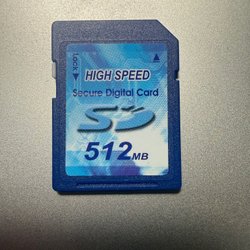 Lock
HIGH SPEED
Secure Digital Card
SD
512MB